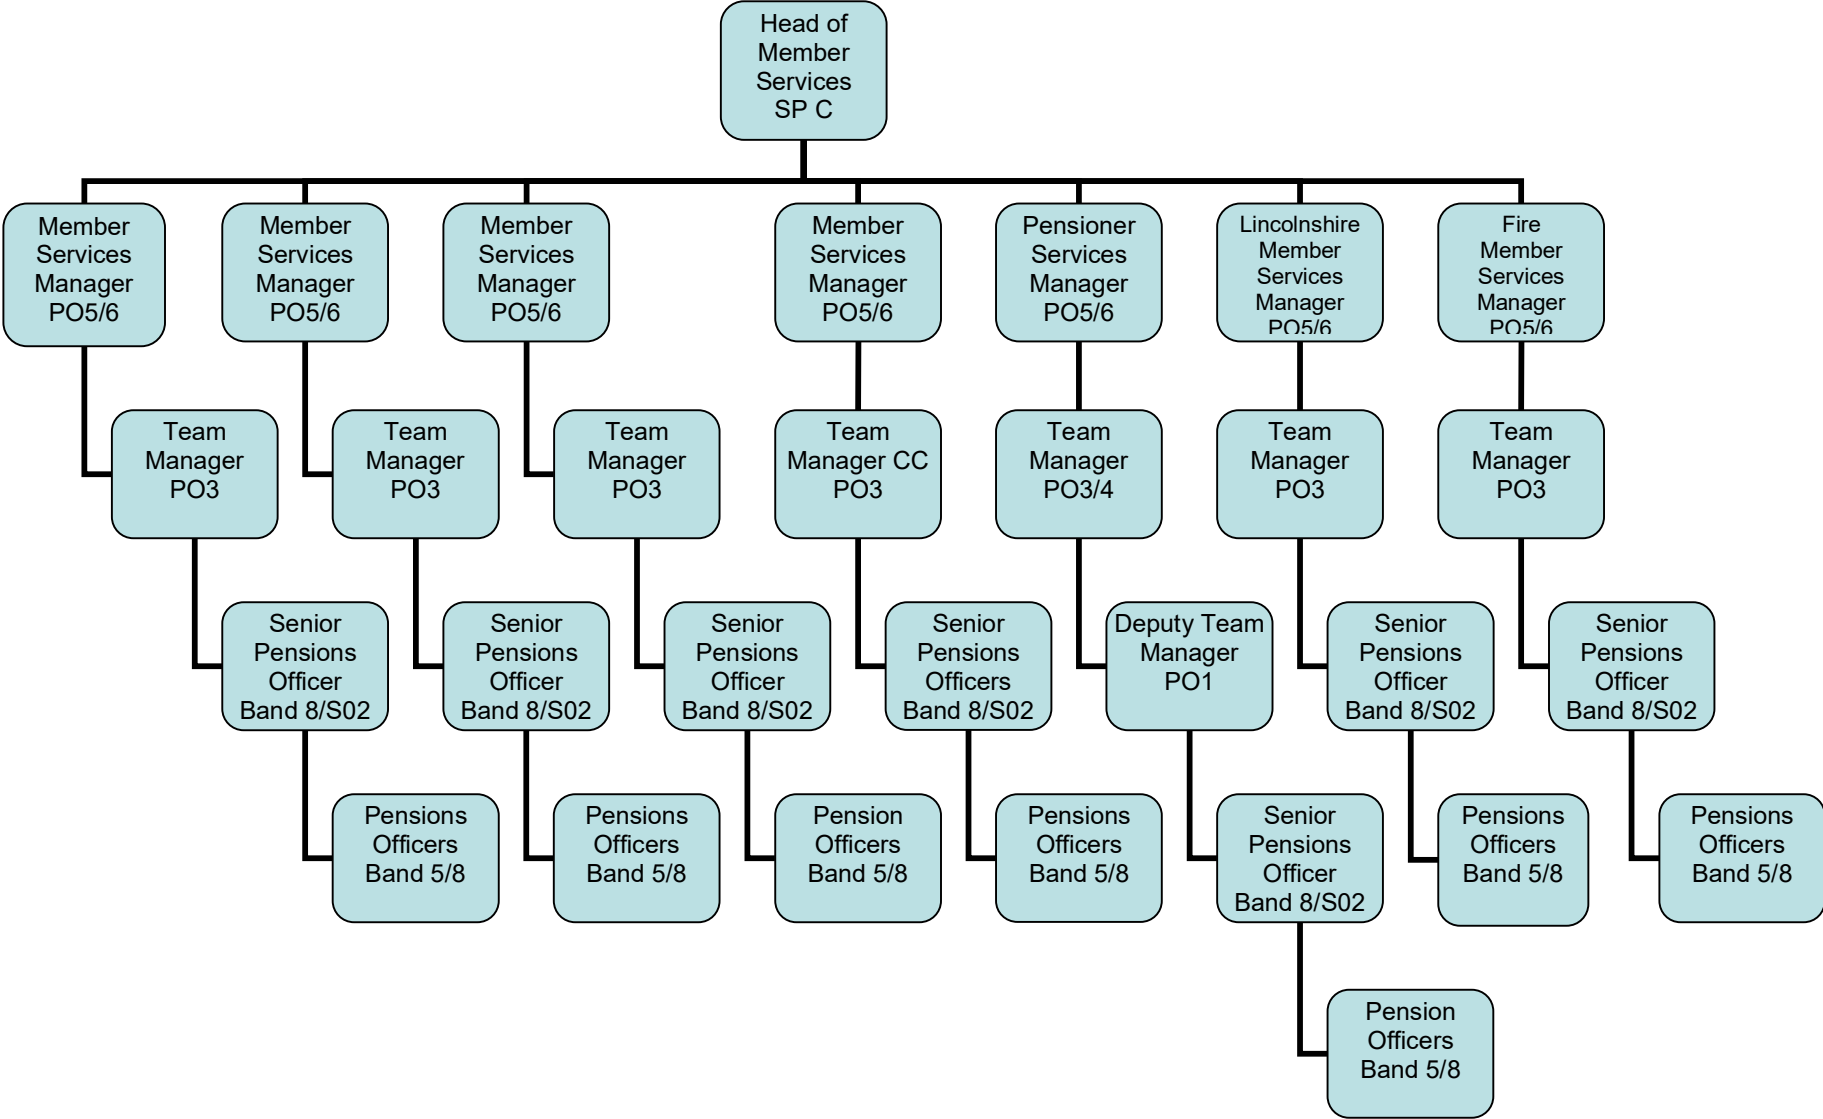 Head of
Member
Services
SP C
Member
Services
Manager
PO5/6
Member
Services
Manager
PO5/6
Member
Services
Manager
PO5/6
Member
Services
Manager
PO5/6
Pensioner
Services
Manager
PO5/6
Lincolnshire
Member
Services
Manager
PO5/6
Fire
Member
Services
Manager
PO5/6
Team
Manager
PO3
Team
Manager
PO3
Team
Manager
PO3
Team
Manager CC
PO3
Team
Manager
PO3/4
Team
Manager
PO3
Team
Manager
PO3
Senior
Pensions
Officer
Band 8/S02
Senior
Pensions
Officer
Band 8/S02
Senior
Pensions
Officer
Band 8/S02
Senior
Pensions
Officers
Band 8/S02
Deputy Team
Manager
PO1
Senior
Pensions
Officer
Band 8/S02
Senior
Pensions
Officer
Band 8/S02
Pensions
Officers
Band 5/8
Pensions
Officers
Band 5/8
Pension
Officers
Band 5/8
Pensions
Officers
Band 5/8
Senior
Pensions
Officer
Band 8/S02
Pensions
Officers
Band 5/8
Pensions
Officers
Band 5/8
Pension
Officers
Band 5/8